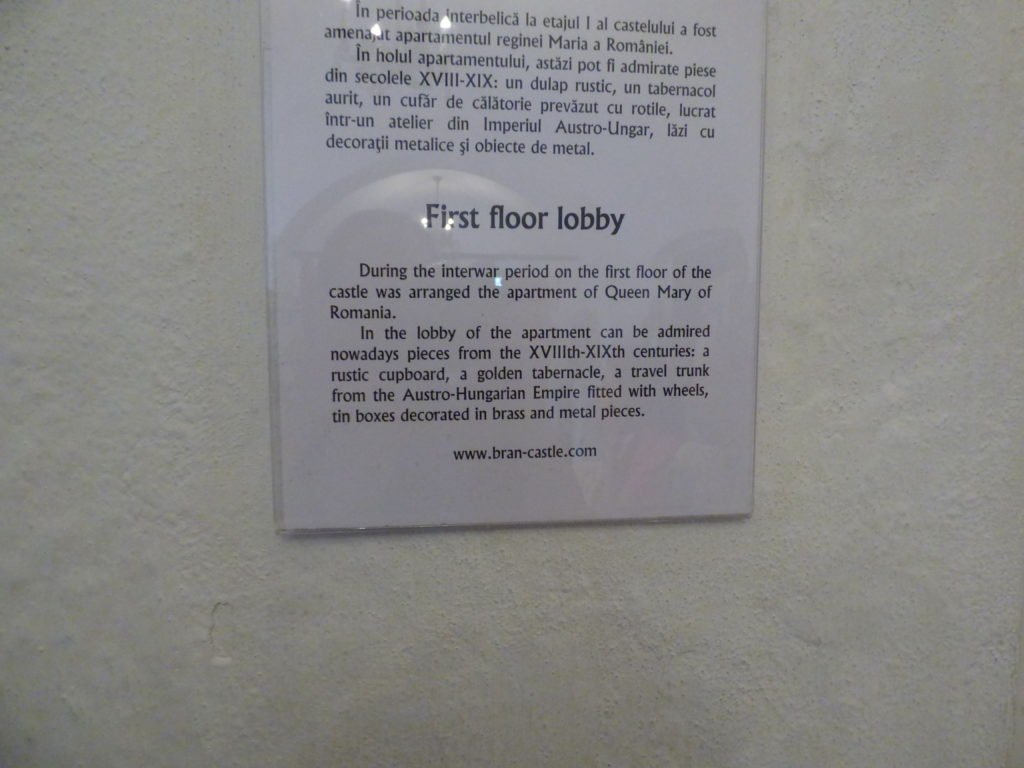 În perioada interbelică la etajul I al castelului a fost
amenajat apartamentul reginei Maria a României.
În holul apartamentului, astăzi pot fi admirate piese
din secolele XVIII-XIX: un dulap rustic, un tabernacol
aurit, un cufăr de călătorie prevăzut cu rotile, lucrat
într-un atelier din Imperiul Austro-Ungar, lăzi cu
decoraţii metalice şi obiecte de metal.
First floor lobby
During the interwar period on the first floor of the
castle was arranged the apartment of Queen Mary of
Romania.
In the lobby of the apartment can be admired
nowadays pieces from the XVIIIth-XIXth centuries: a
rustic cupboard, a golden tabernacle, a travel trunk
from the Austro-Hungarian Empire fitted with wheels,
tin boxes decorated in brass and metal pieces.
www.bran-castle.com